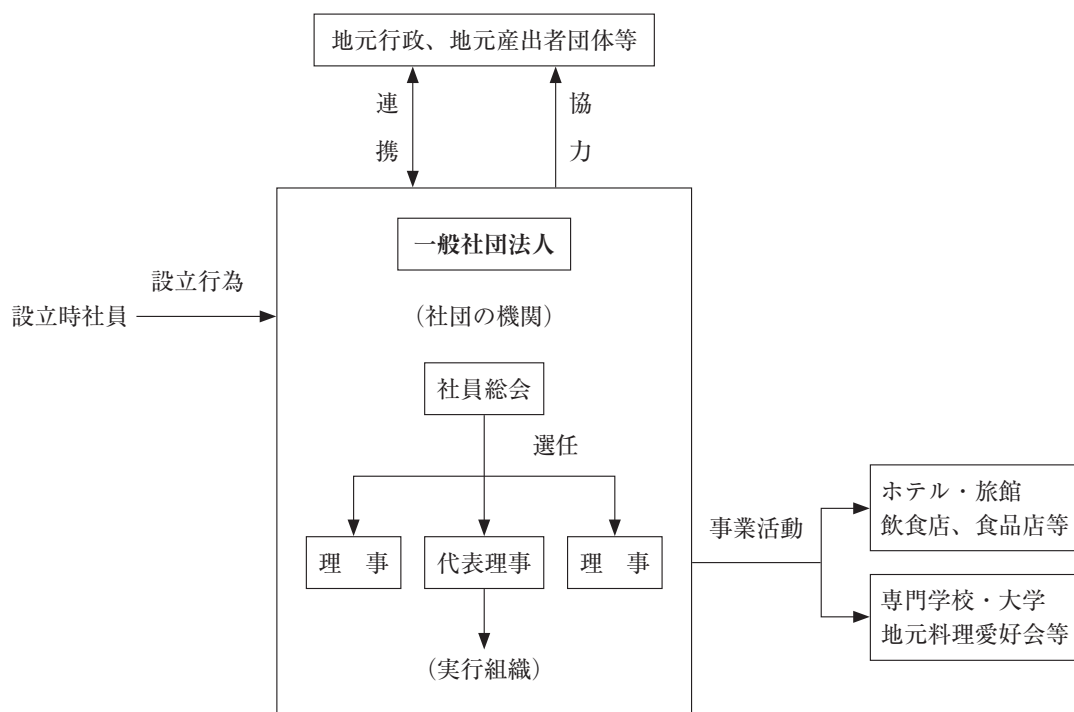 地元行政、地元産出者団体等
連携
協力
一般社団法人
設立行為
設立時社員
（社団の機関）
社員総会
選任
理　事
代表理事
理　事
（実行組織）
事業活動
ホテル・旅館
飲食店、食品店等
専門学校・大学
地元料理愛好会等